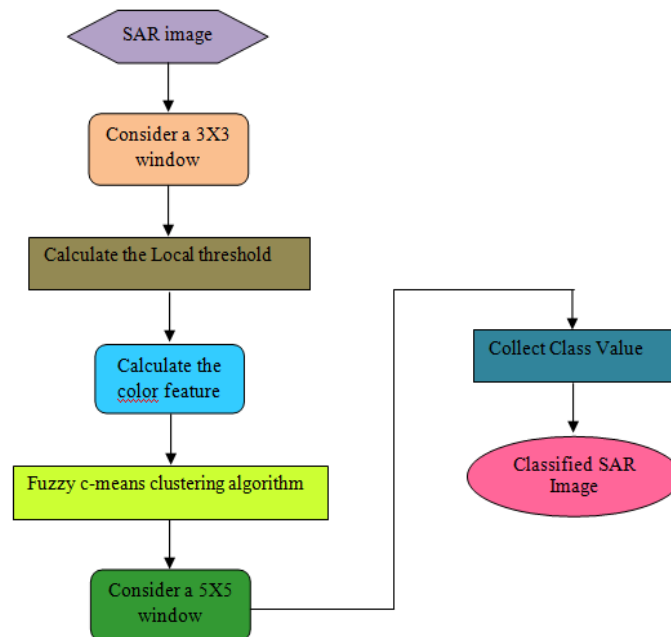 SAR image
Consider a 3X3
window
Calculate the Local threshold
Calculate the
color feature
Fuzzy c-means clustering algorithm
Consider a 5X5
window
Collect Class Value
Classified SAR
Image